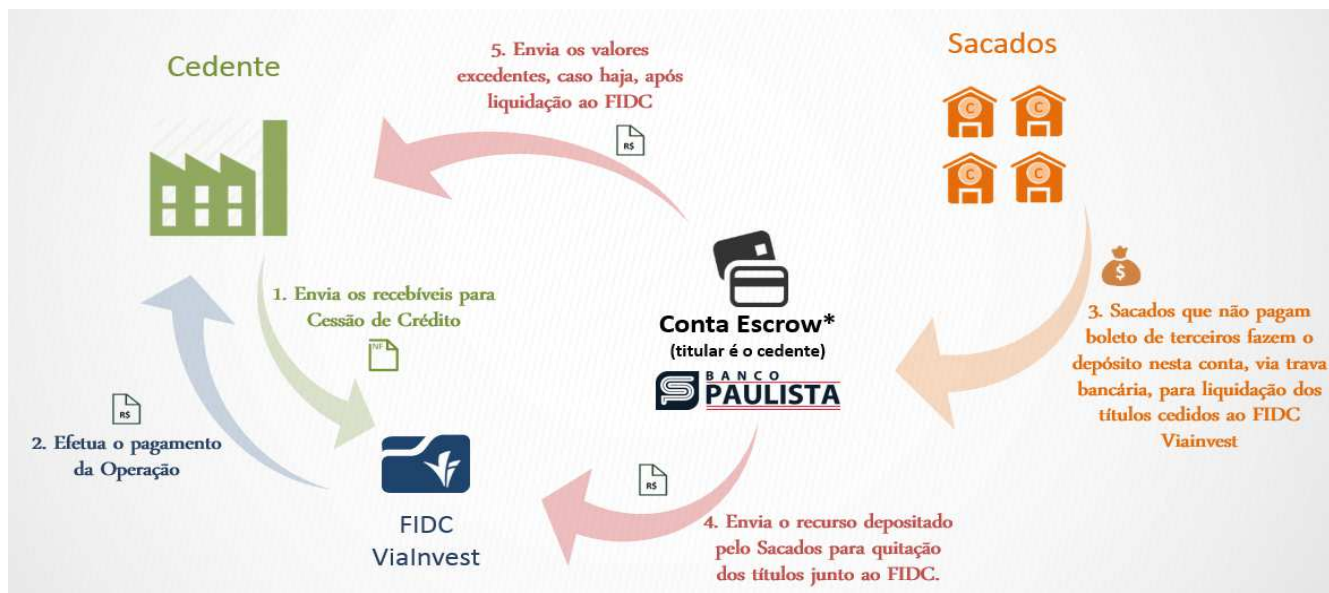 Cedente
5. Envia os valores
excedentes, caso haja, após
liquidação ao FIDC
R$
Sacados
C
C
C
C
1. Envia os recebíveis para
Cessão de Crédito
NF
R$
2. Efetua o pagamento
da Operação
FIDC
ViaInvest
Conta Escrow*
(titular é o cedente)
BANCO
PAULISTA
$
3. Sacados que não pagam
boleto de terceiros fazem o
depósito nesta conta, via trava
bancária, para liquidação dos
títulos cedidos ao FIDC
Viainvest
R$
4. Envia o recurso depositado
pelo Sacados para quitação
dos títulos junto ao FIDC.